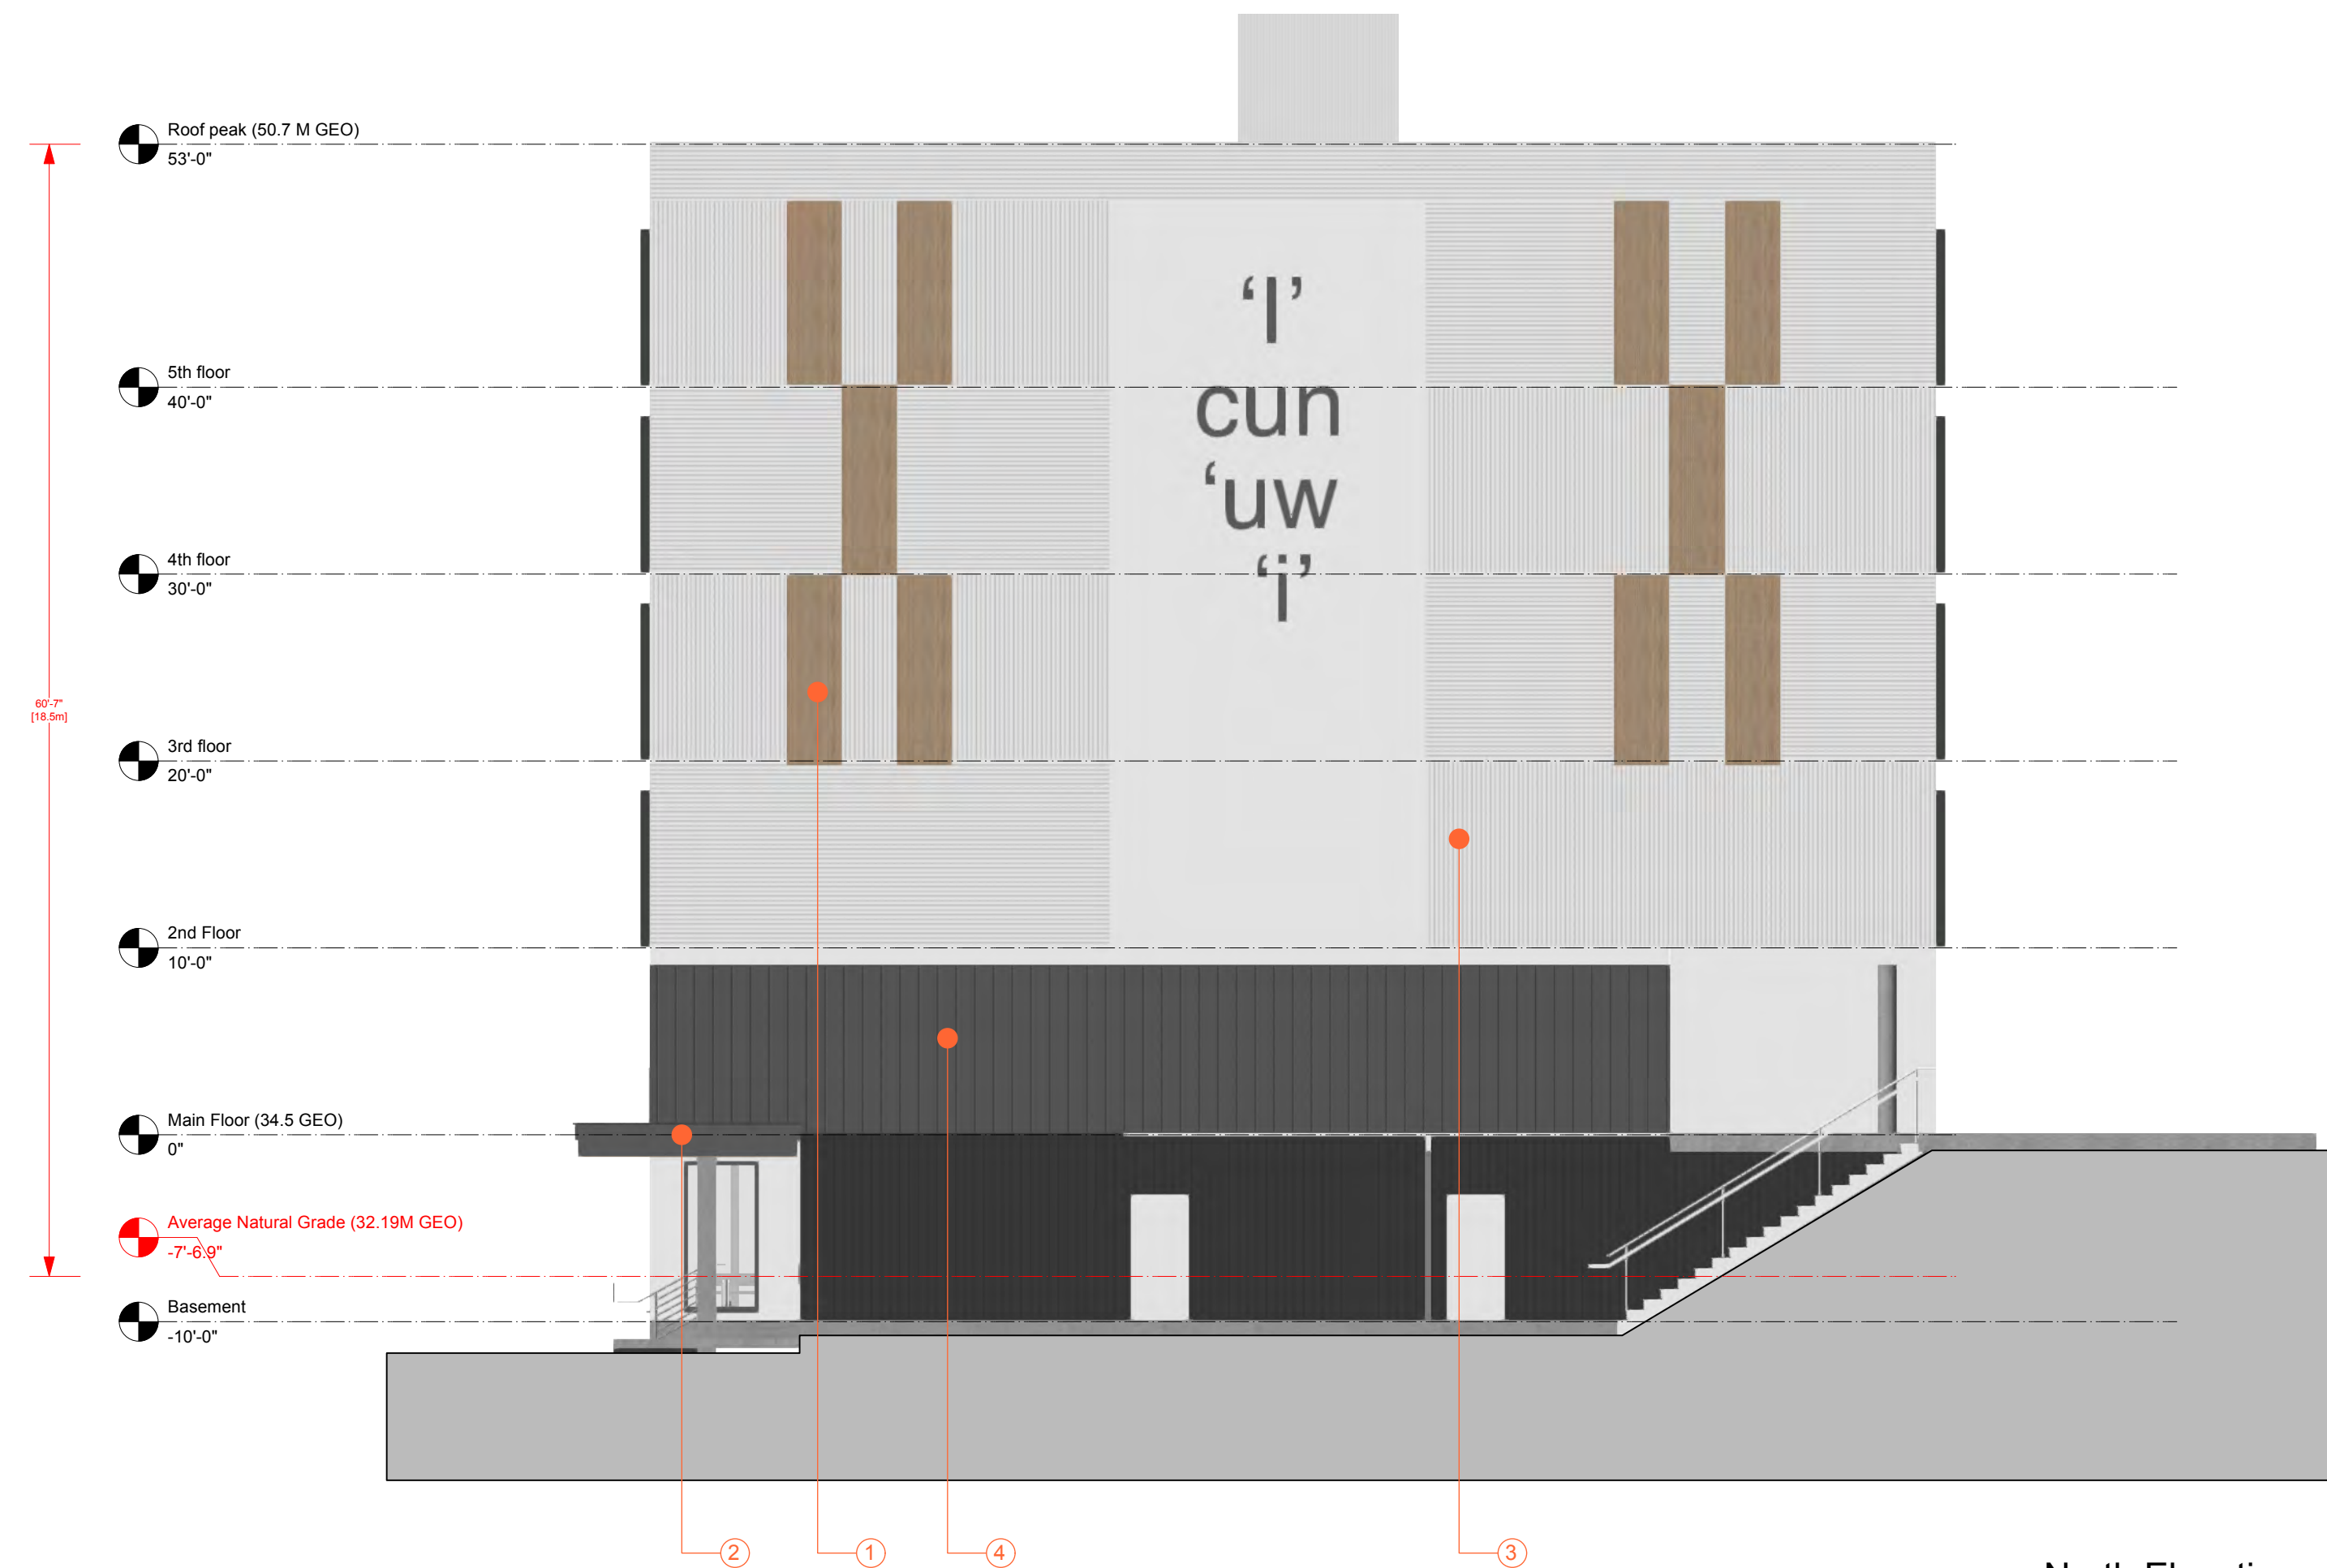 Roof peak (50.7 M GEO)
53'-0"
5th floor
40'-0"
4th floor
30'-0"
3rd floor
20'-0"
2nd Floor
10'-0"
Main Floor (34.5 GEO)
0"
Average Natural Grade (32.19M GEO)
-7'-6.9"
Basement
-10'-0"
60'-7"
[18.5m]
‘I’
cun
‘uw
‘i’
2
1
4
3
North